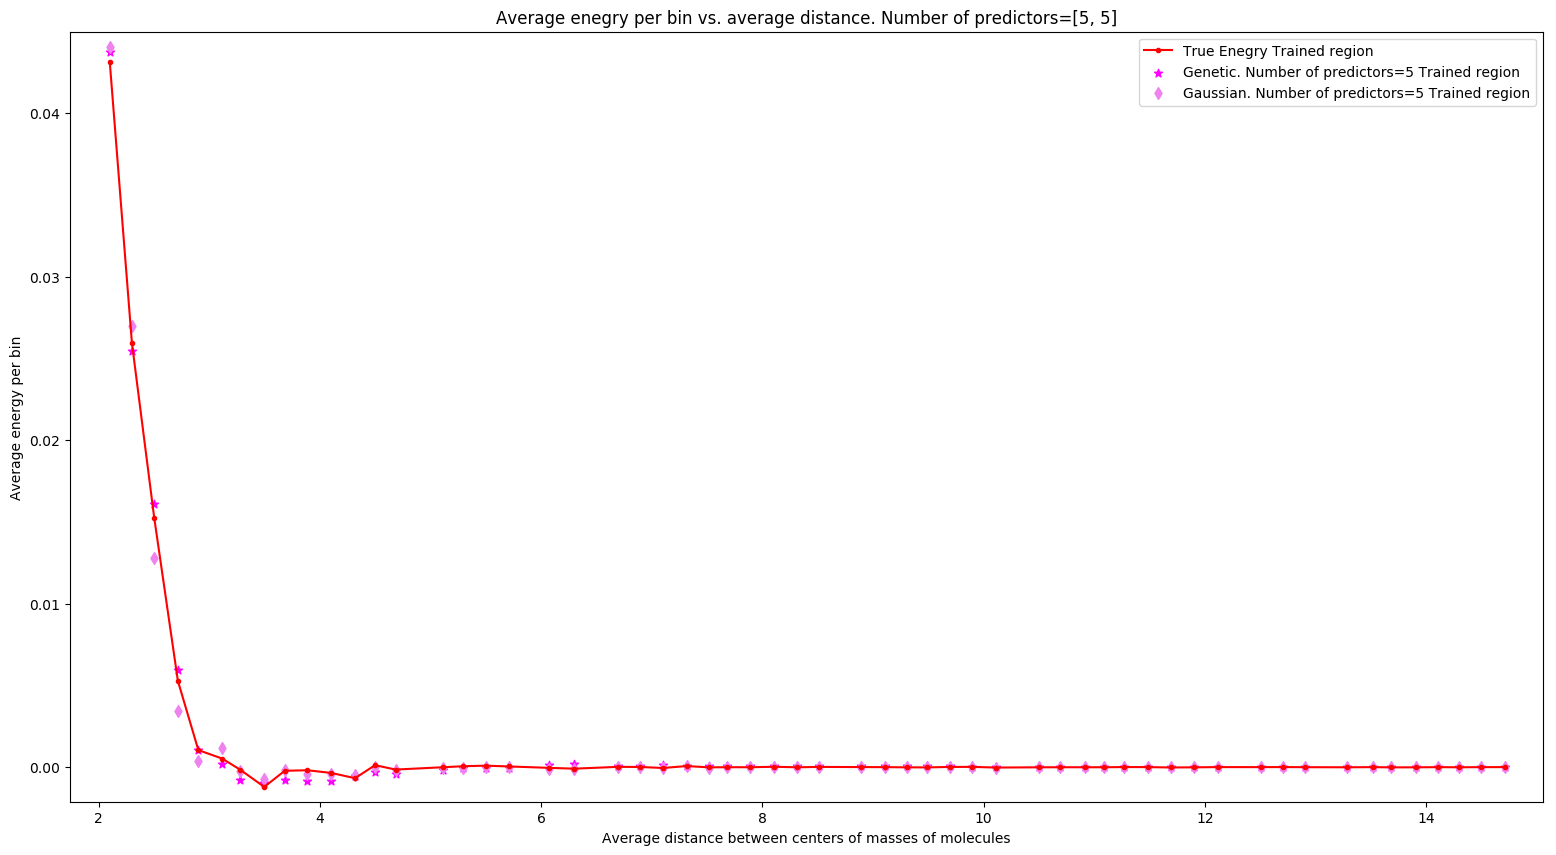 Average enegry per bin vs. average distance. Number of predictors=[5, 5]
True Enegry Trained region
Genetic. Number of predictors=5 Trained region
Gaussian. Number of predictors=5 Trained region
Average energy per bin
0.04
0.03
0.02
0.01
0.00
2
4
6
8
10
12
14
Average distance between centers of masses of molecules